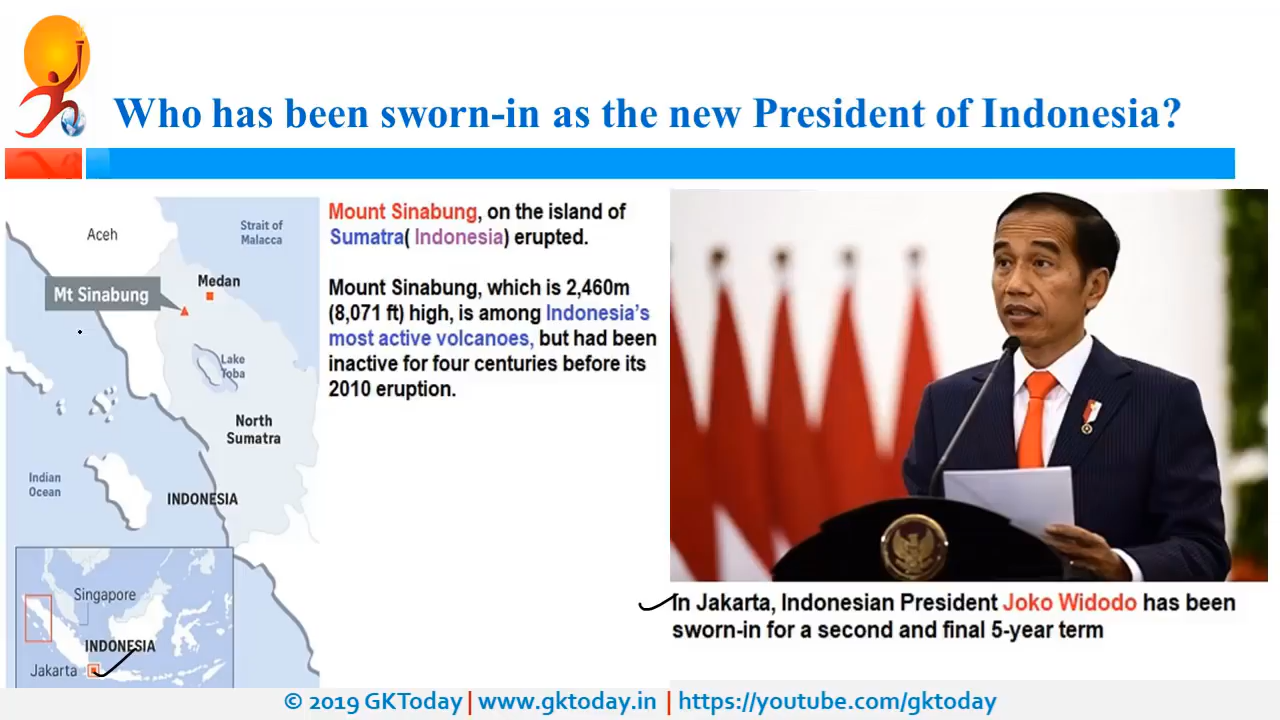 Who has been sworn-in as the new President of Indonesia?
Aceh
Strait of
Malacca
Medan
Mt Sinabung
Lake
Toba
North
Sumatra
Indian
Ocean
INDONESIA
Singapore
INDONESIA
Jakarta
Mount Sinabung, on the island of
Sumatra( Indonesia) erupted.
Mount Sinabung, which is 2,460m
(8,071 ft) high, is among Indonesia's
most active volcanoes, but had been
inactive for four centuries before its
2010 eruption.
In Jakarta, Indonesian President Joko Widodo has been
sworn-in for a second and final 5-year term
© 2019 GKToday | www.gktoday.in | https://youtube.com/gktoday